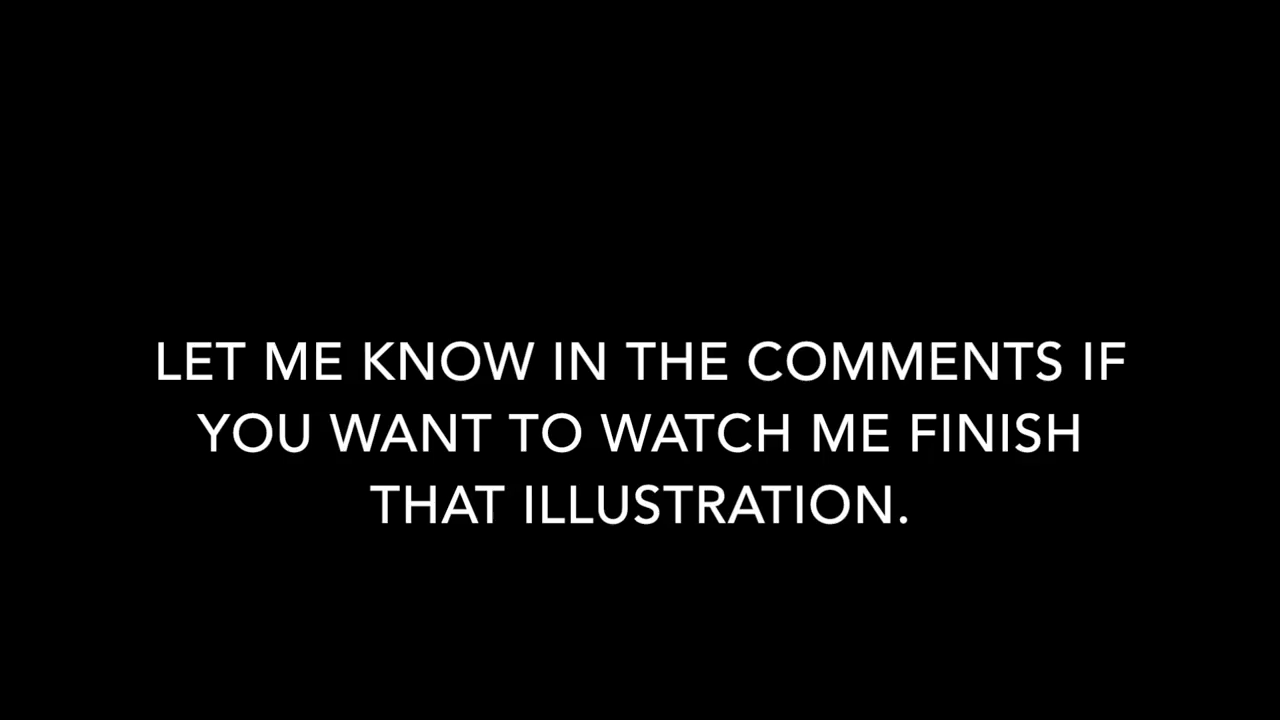 LET ME KNOW IN THE COMMENTS IF
YOU WANT TO WATCH ME FINISH
THAT ILLUSTRATION.